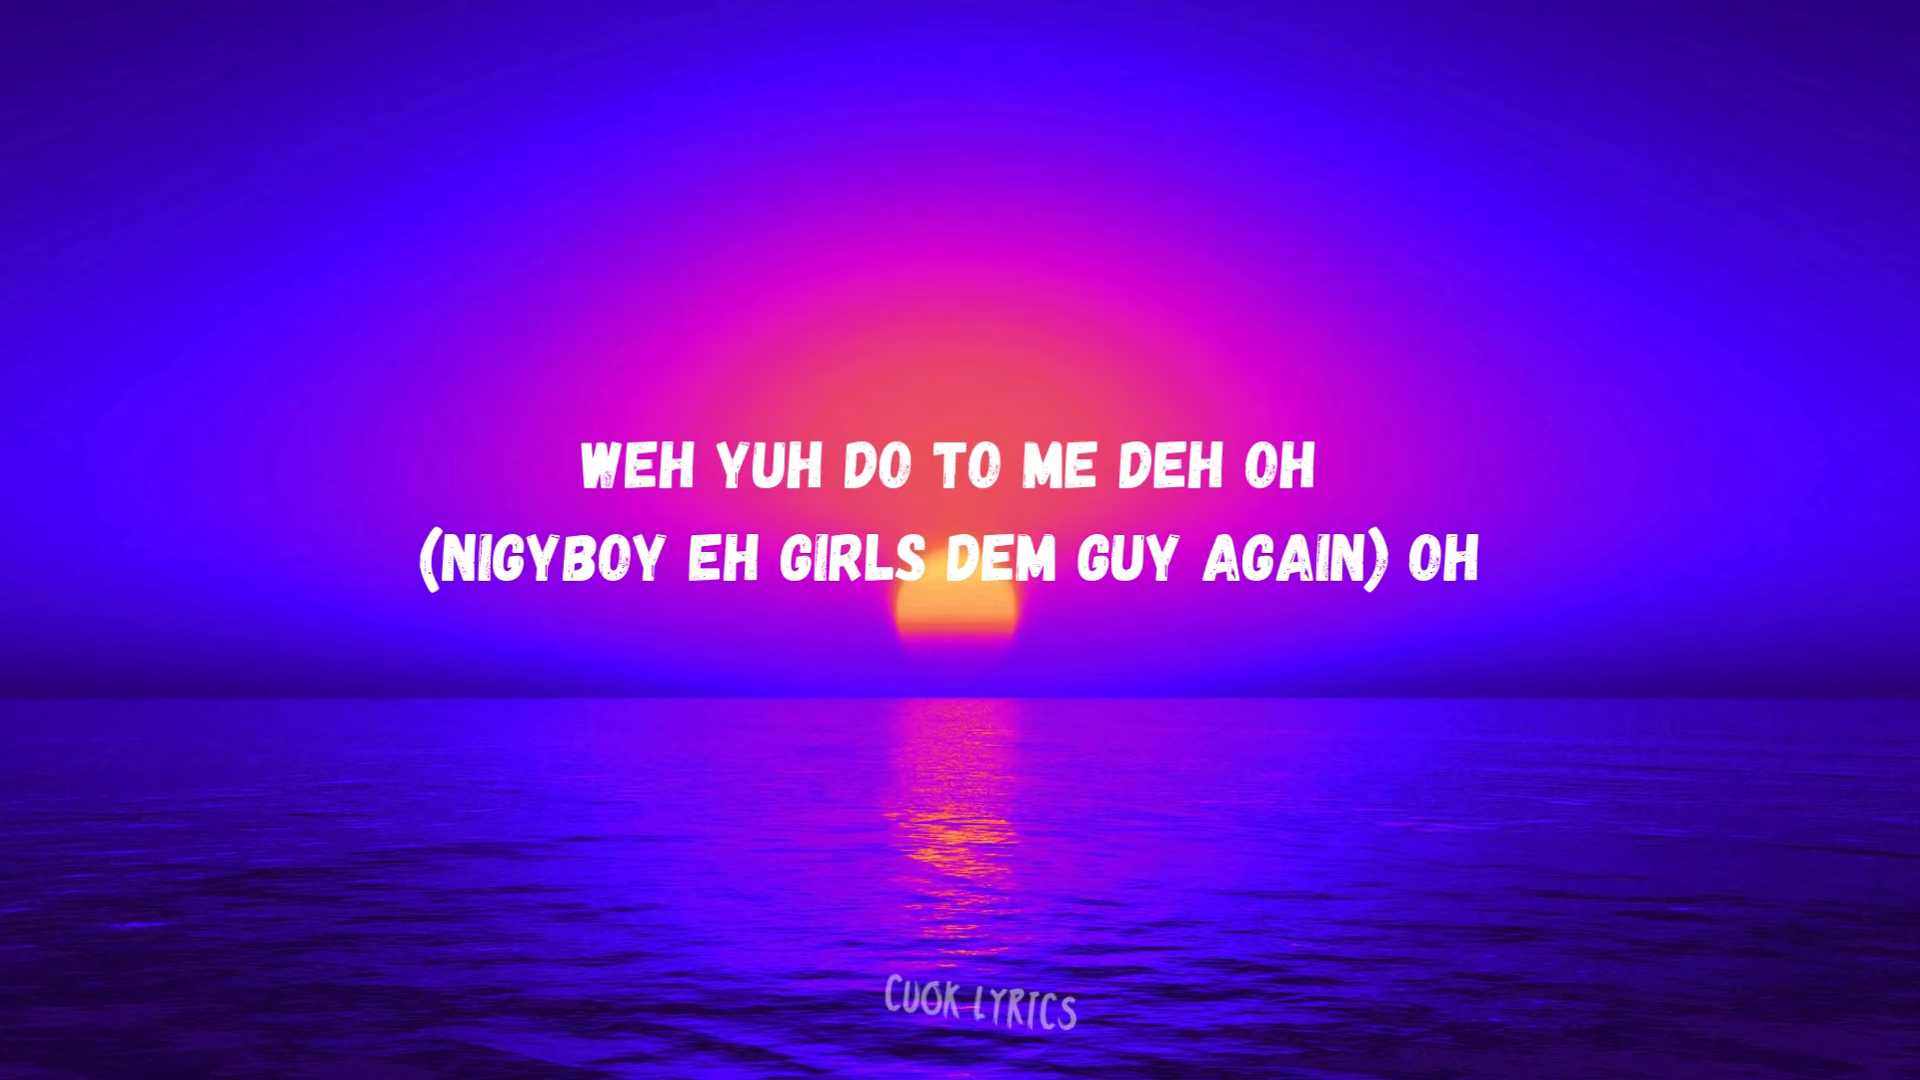 WEH YUH DO TO ME DEH OH
(NIGYBOY EH GIRLS DEM GUY AGAIN) OH
CUOK LYRICS